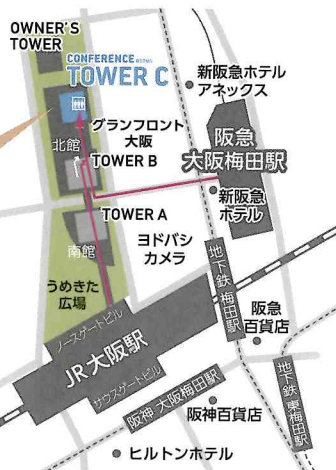 OWNER'S
TOWER
CONFERENCE
TOWER C
新阪急ホテル
アネックス
グランフロント
大阪
北館
TOWER B
阪急
大阪梅田駅
新阪急
ホテル
TOWER A
南館
ヨドバシ
カメラ
うめきた
広場
地下鉄 梅田駅
ノースゲートビル
JR大阪駅
サウスゲートビル
阪急
百貨店
阪神 大阪梅田駅
地下鉄 東梅田駅
阪神百貨店
ヒルトンホテル